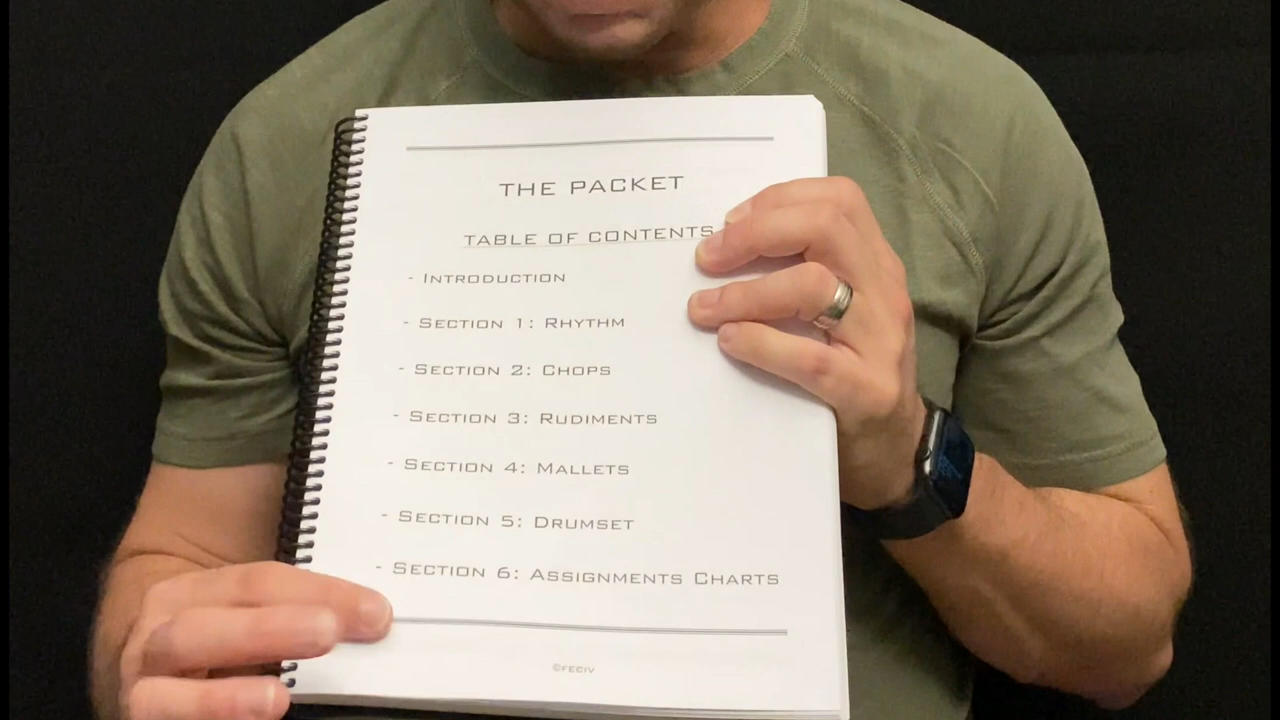 THE PACKET
TABLE OF CONTENTS
- INTRODUCTION
- SECTION 1: RHYTHM
- SECTION 2: CHOPS
- SECTION 3: RUDIMENTS
- SECTION 4: MALLETS
- SECTION 5: DRUMSET
- SECTION 6: ASSIGNMENTS CHARTS
©FECIV